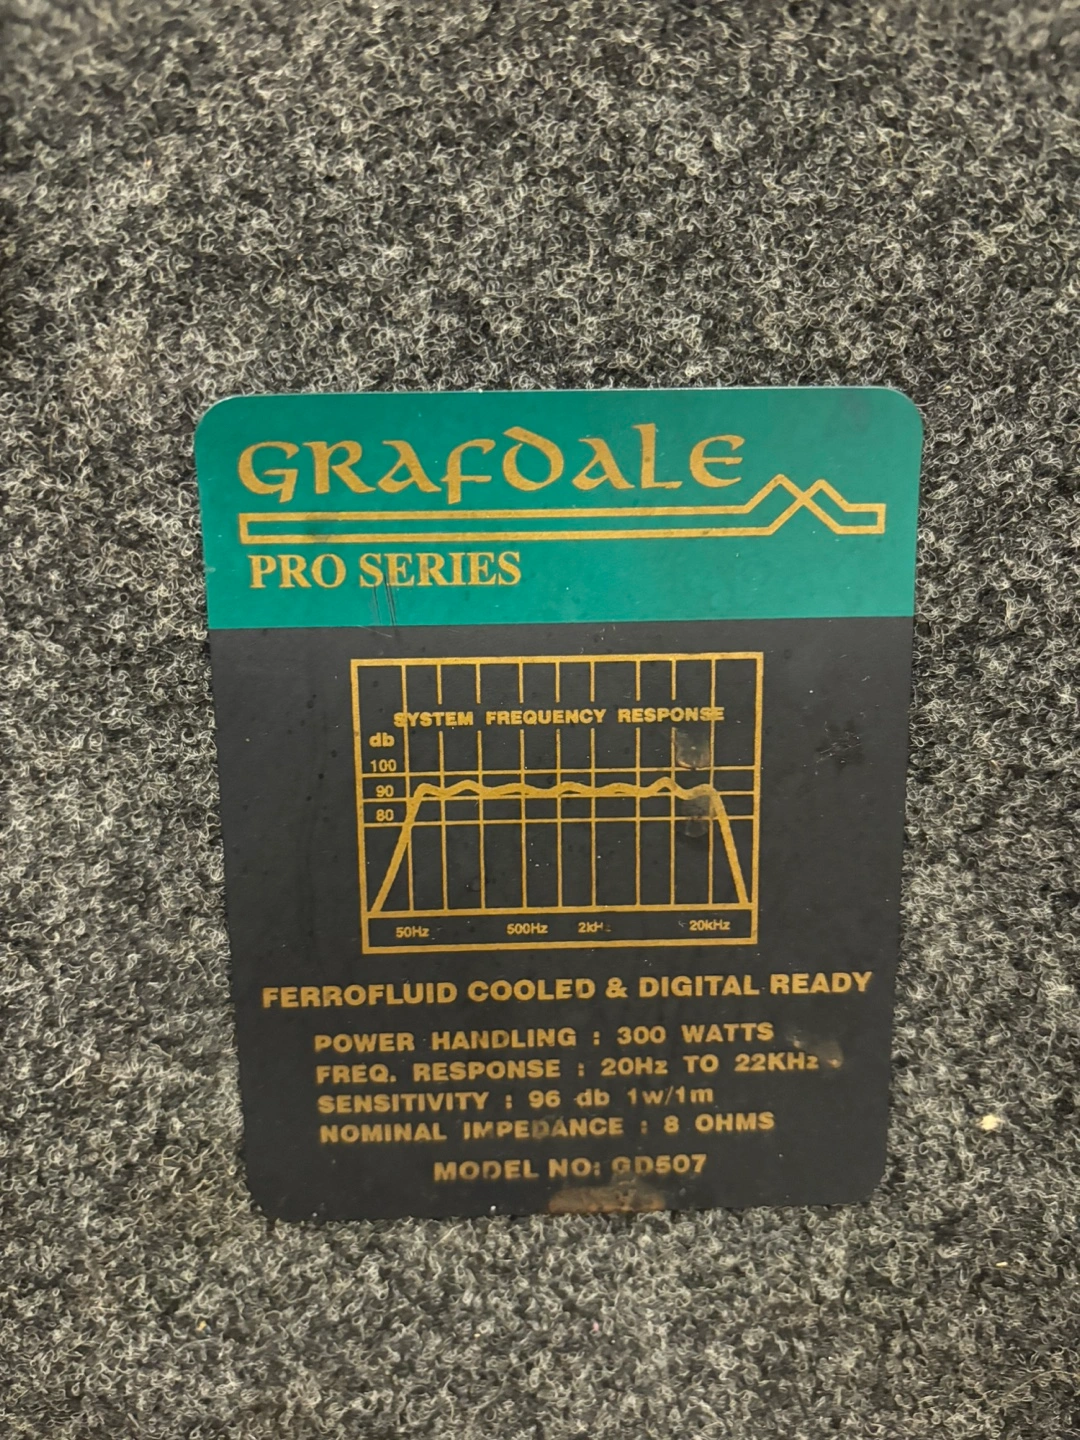 GRAFDALE
PRO SERIES
SYSTEM FREQUENCY RESPONSE
db
100
90
80
50Hz 500Hz 2kH 20kHz
FERROFLUID COOLED & DIGITAL READY
POWER HANDLING : 300 WATTS
FREQ. RESPONSE : 20Hz TO 22KHz
SENSITIVITY : 96 db 1w/1m
NOMINAL IMPEDANCE : 8 OHMS
MODEL NO: GD507